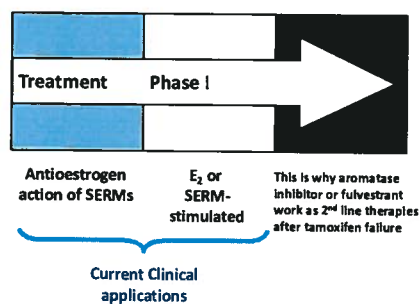 Treatment
Phase I
Antioestrogen
action of SERMs
E₂ or
SERM-
stimulated
This is why aromatase
inhibitor or fulvestrant
work as 2nd line therapies
after tamoxifen failure
Current Clinical
applications